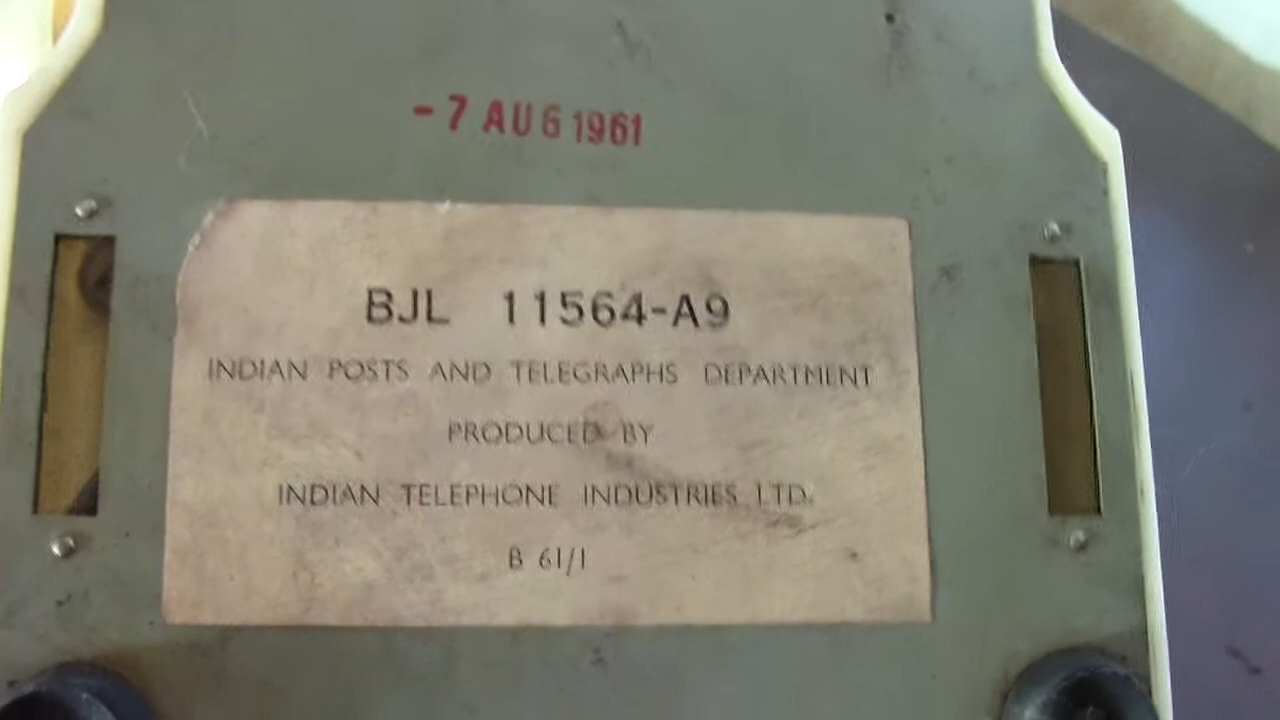 - 7 AUG 1961
BJL 11564-A9
INDIAN POSTS AND TELEGRAPHS DEPARTMENT
PRODUCED BY
INDIAN TELEPHONE INDUSTRIES LTD.
B 61/1